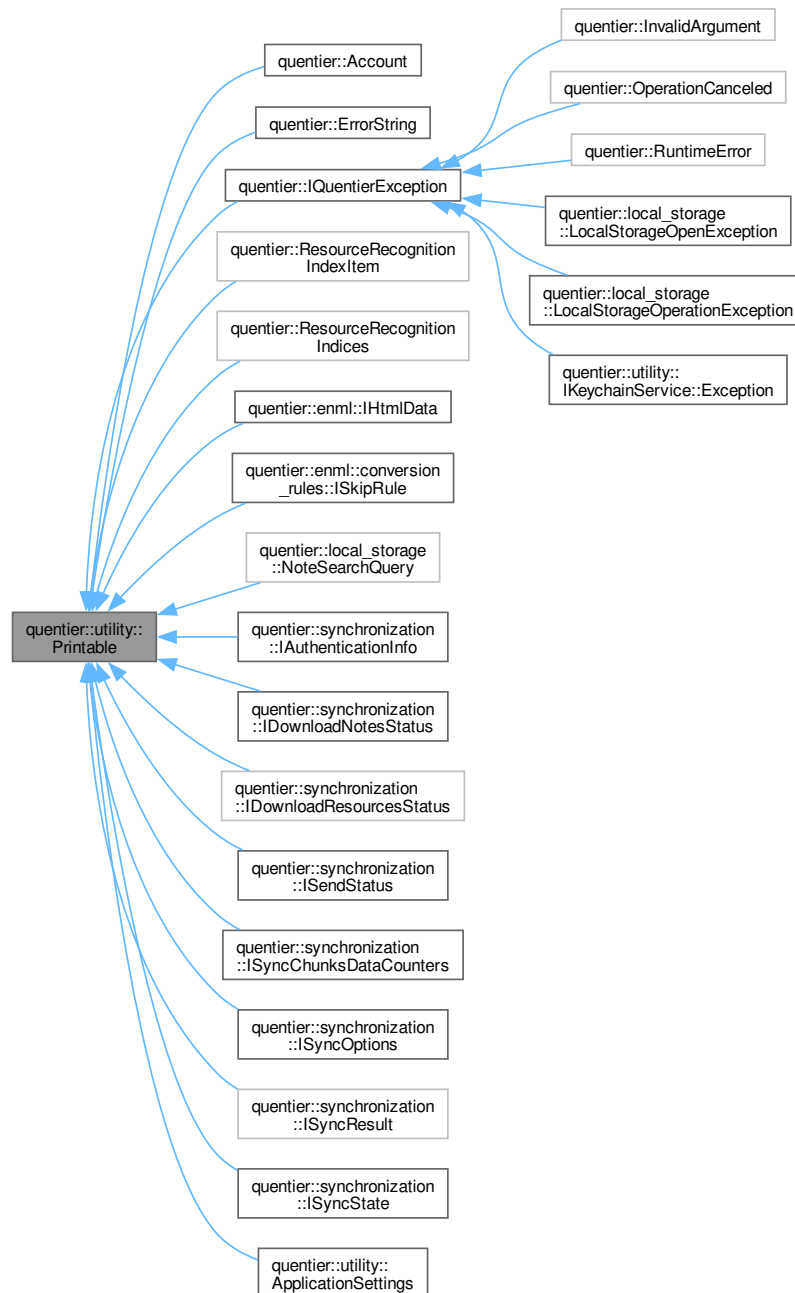 quentier::InvalidArgument
quentier::Account
quentier::OperationCanceled
quentier::ErrorString
quentier::RuntimeError
quentier::IQuentierException
quentier::local_storage
::LocalStorageOpenException
quentier::ResourceRecognition
IndexItem
quentier::local_storage
::LocalStorageOperationException
quentier::ResourceRecognition
Indices
quentier::utility::
IKeychainService::Exception
quentier::enml::IHtmlData
quentier::enml::conversion
_rules::ISkipRule
quentier::local_storage
::NoteSearchQuery
quentier::utility::
Printable
quentier::synchronization
::IAuthenticationInfo
quentier::synchronization
::IDownloadNotesStatus
quentier::synchronization
::IDownloadResourcesStatus
quentier::synchronization
::ISendStatus
quentier::synchronization
::ISyncChunksDataCounters
quentier::synchronization
::ISyncOptions
quentier::synchronization
::ISyncResult
quentier::synchronization
::ISyncState
quentier::utility::
ApplicationSettings